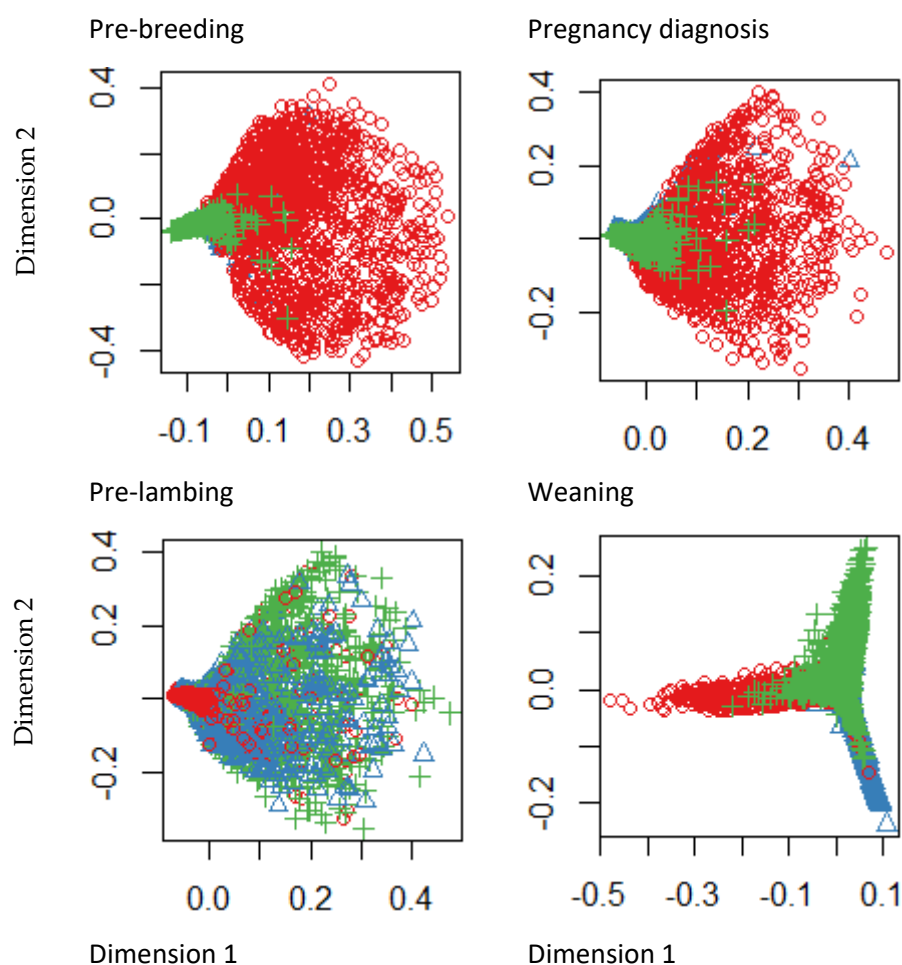 Pre-breeding
Pregnancy diagnosis
Dimension 2
0.4
0.0
-0.4
-0.1 0.1 0.3 0.5
0.4
0.2
-0.2
0.0 0.2 0.4
Pre-lambing
Weaning
Dimension 2
0.4
0.2
-0.2
0.0 0.2 0.4
0.2
0.0
-0.2
-0.5 -0.3 -0.1 0.1
Dimension 1
Dimension 1